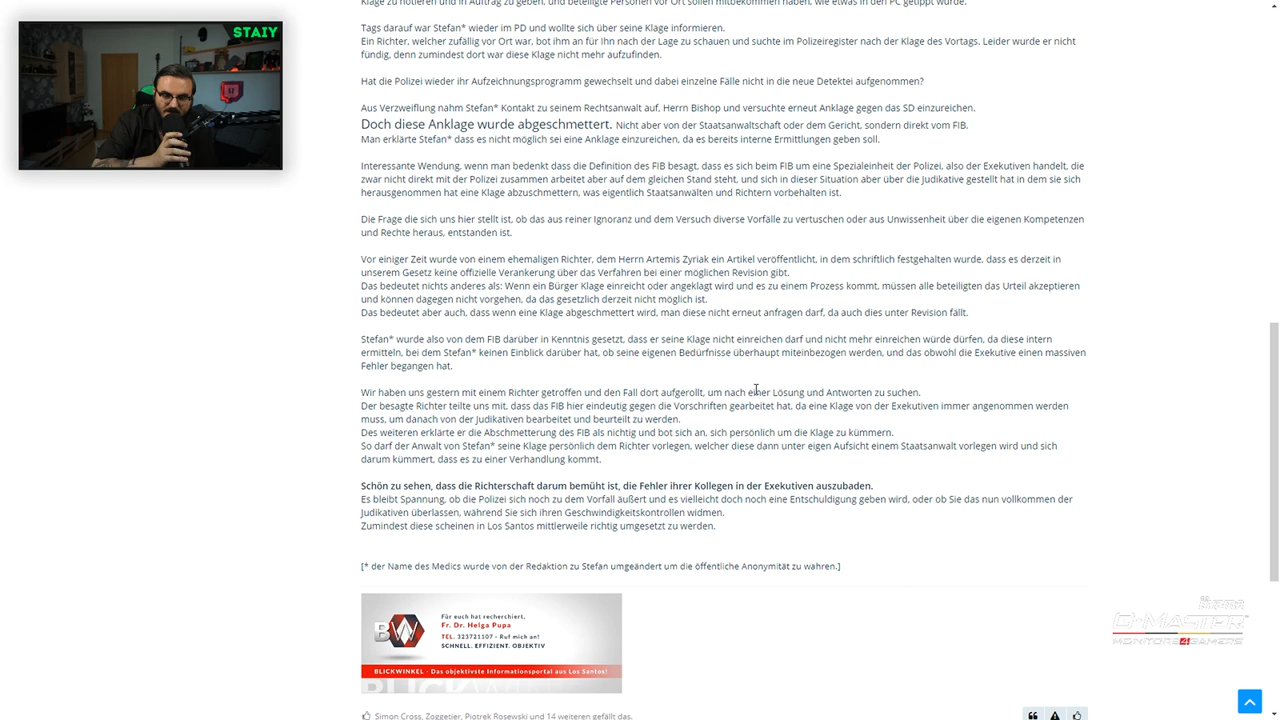 STAIY
Klage zu notieren und in Auftrag zu geben, und beteiligte Personen vor Ort sollen mitbekommen haben, wie etwas in den PC getippt wurde.
Tags darauf war Stefan* wieder im PD und wollte sich über seine Klage informieren.
Ein Richter, welcher zufällig vor Ort war, bot ihm an für ihn nach der Lage zu schauen und suchte im Polizeiregister nach der Klage des Vortags. Leider wurde er nicht
fündig, denn zumindest dort war diese Klage nicht mehr aufzufinden.
Hat die Polizei wieder ihr Aufzeichnungsprogramm gewechselt und dabei einzelne Fälle nicht in die neue Detektei aufgenommen?
Aus Verzweiflung nahm Stefan* Kontakt zu seinem Rechtsanwalt auf, Herrn Bishop und versuchte erneut Anklage gegen das SD einzureichen.
Doch diese Anklage wurde abgeschmettert. Nicht aber von der Staatsanwaltschaft oder dem Gericht, sondern direkt vom FIB.
Man erklärte Stefan* dass es nicht möglich sei eine Anklage einzureichen, da es bereits interne Ermittlungen geben soll.
Interessante Wendung, wenn man bedenkt dass die Definition des FIB besagt, dass es sich beim FIB um eine Spezialeinheit der Polizei, also der Exekutiven handelt, die
zwar nicht direkt mit der Polizei zusammen arbeitet aber auf dem gleichen Stand steht, und sich in dieser Situation aber über die Judikative gestellt hat in dem sie sich
herausgenommen hat eine Klage abzuschmettern, was eigentlich Staatsanwälten und Richtern vorbehalten ist.
Die Frage die sich uns hier stellt ist, ob das aus reiner Ignoranz und dem Versuch diverse Vorfälle zu vertuschen oder aus Unwissenheit über die eigenen Kompetenzen
und Rechte heraus, entstanden ist.
Vor einiger Zeit wurde von einem ehemaligen Richter, dem Herrn Artemis Zyriak ein Artikel veröffentlicht, in dem schriftlich festgehalten wurde, dass es derzeit in
unserem Gesetz keine offizielle Verankerung über das Verfahren bei einer möglichen Revision gibt.
Das bedeutet nichts anderes als: Wenn ein Bürger Klage einreicht oder angeklagt wird und es zu einem Prozess kommt, müssen alle beteiligten das Urteil akzeptieren
und können dagegen nicht vorgehen, da das gesetzlich derzeit nicht möglich ist.
Das bedeutet aber auch, dass wenn eine Klage abgeschmettert wird, man diese nicht erneut anfragen darf, da auch dies unter Revision fällt.
Stefan* wurde also von dem FIB darüber in Kenntnis gesetzt, dass er seine Klage nicht einreichen darf und nicht mehr einreichen würde dürfen, da diese intern
ermitteln, bei dem Stefan* keinen Einblick darüber hat, ob seine eigenen Bedürfnisse überhaupt miteinbezogen werden, und das obwohl die Exekutive einen massiven
Fehler begangen hat.
Wir haben uns gestern mit einem Richter getroffen und den Fall dort aufgerollt, um nach einer Lösung und Antworten zu suchen.
Der besagte Richter teilte uns mit, dass das FIB hier eindeutig gegen die Vorschriften gearbeitet hat, da eine Klage von der Exekutiven immer angenommen werden
muss, um danach von der Judikativen bearbeitet und beurteilt zu werden.
Des weiteren erklärte er die Abschmetterung des FIB als nichtig und bot sich an, sich persönlich um die Klage zu kümmern.
So darf der Anwalt von Stefan* seine Klage persönlich dem Richter vorlegen, welcher diese dann unter eigen Aufsicht einem Staatsanwalt vorlegen wird und sich
darum kümmert, dass es zu einer Verhandlung kommt.
Schön zu sehen, dass die Richterschaft darum bemüht ist, die Fehler ihrer Kollegen in der Exekutiven auszubaden.
Es bleibt Spannung, ob die Polizei sich noch zu dem Vorfall äußert und es vielleicht doch noch eine Entschuldigung geben wird, oder ob Sie das nun vollkommen der
Judikativen überlassen, während Sie sich ihren Geschwindigkeitskontrollen widmen.
Zumindest diese scheinen in Los Santos mittlerweile richtig umgesetzt zu werden.
[* der Name des Medics wurde von der Redaktion zu Stefan umgeändert um die öffentliche Anonymität zu wahren.]
BW
Für euch hat recherchiert,
Fr. Dr. Helga Pupa
TEL. 323721107 - Ruf mich an!
SCHNELL. EFFIZIENT. OBJEKTIV
BLICKWINKEL - Das objektivste Informationsportal aus Los Santos!
Simon Cross, Zoggetier, Piotrek Rosewski und 14 weiteren gefällt das.
iiyama
G-MASTER
MONITORS4GAMERS